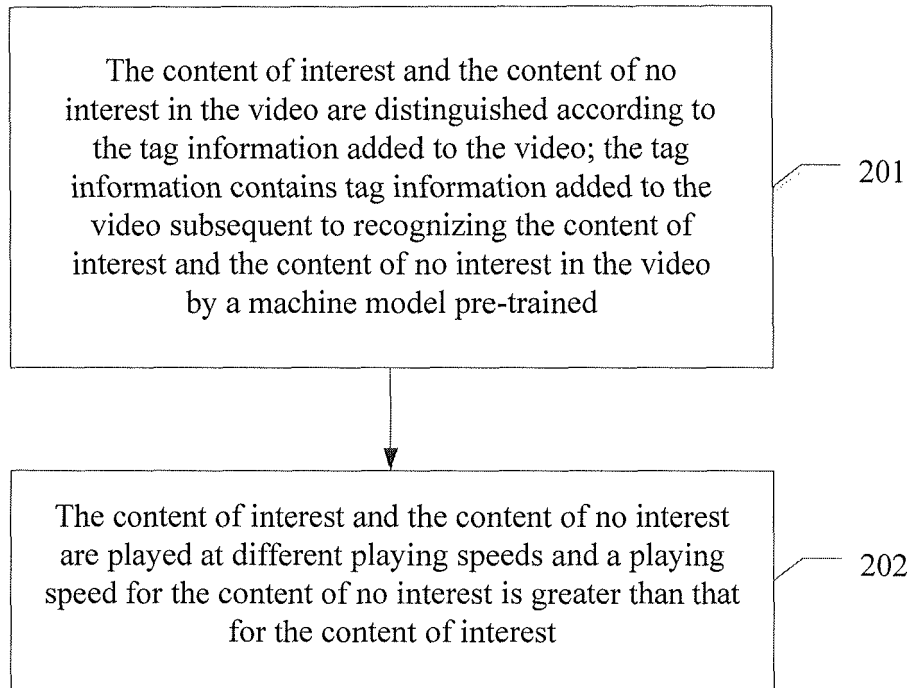 The content of interest and the content of no
interest in the video are distinguished according to
the tag information added to the video; the tag
information contains tag information added to the
video subsequent to recognizing the content of
interest and the content of no interest in the video
by a machine model pre-trained
201
The content of interest and the content of no interest
are played at different playing speeds and a playing
speed for the content of no interest is greater than that
for the content of interest
202